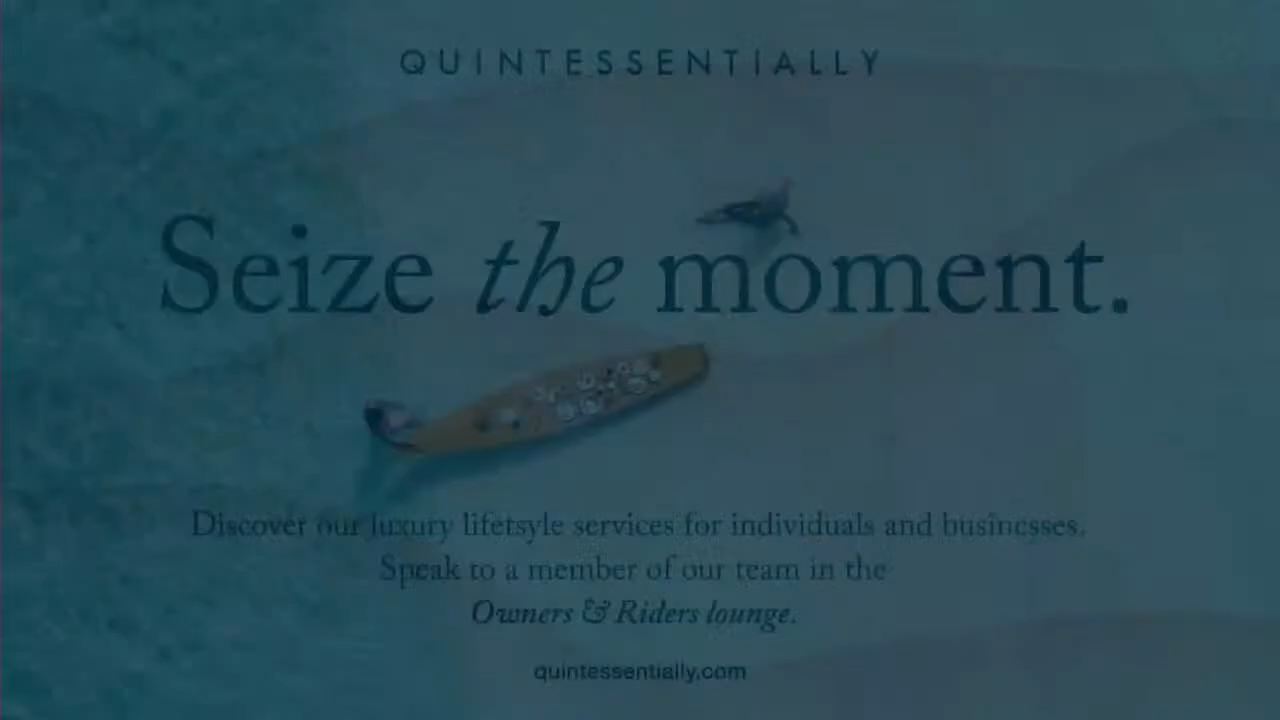 QUINTESSENTIALLY
Seize the moment.
Discover our luxury lifetsyle services for individuals and businesses.
Speak to a member of our team in the
Owners & Riders lounge.
quintessentially.com